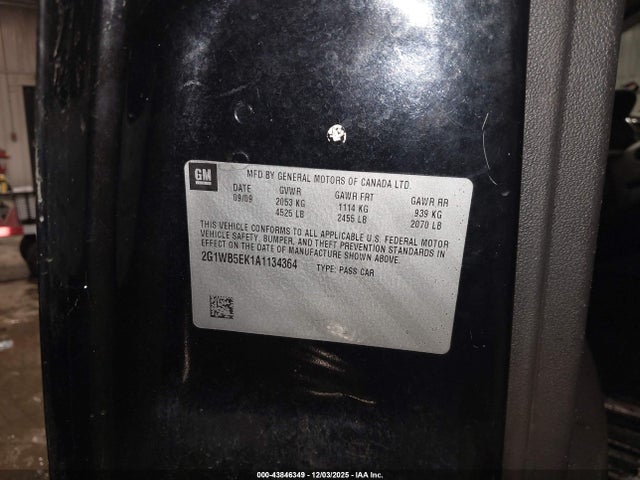 GM
MFD BY GENERAL MOTORS OF CANADA LTD.
DATE GVWR GAWR FRT GAWR RR
09/09 2053 KG 1114 KG 939 KG
4525 LB 2455 LB 2070 LB
THIS VEHICLE CONFORMS TO ALL APPLICABLE U.S. FEDERAL MOTOR
VEHICLE SAFETY, BUMPER, AND THEFT PREVENTION STANDARDS IN
EFFECT ON THE DATE OF MANUFACTURE SHOWN ABOVE.
2G1WB5EK1A1134364 TYPE: PASS CAR
000-43846349 - 12/03/2025 - IAA Inc.